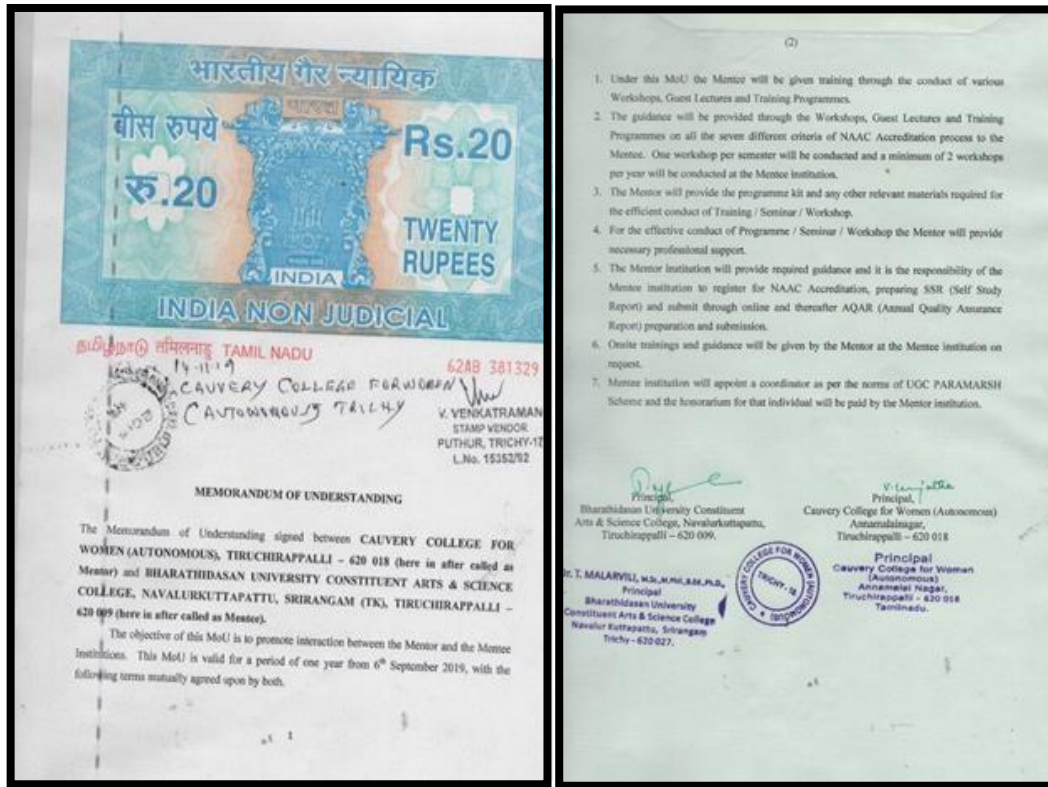 भारतीय गैर न्यायिक
भारत
बीस रुपये
Rs.20
रु.20
TWENTY
RUPEES
INDIA
INDIA NON JUDICIAL
தமிழ்நாடு तमिलनाडु TAMIL NADU
62AB 381329
14-11-19
CAUVERY COLLEGE FOR WOMEN
(AUTONOMOUS TRICHY
V. VENKATRAMAN
STAMP VENDOR
PUTHUR, TRICHY-17
L.No. 15352/92
MEMORANDUM OF UNDERSTANDING
The Memorandum of Understanding signed between CAUVERY COLLEGE FOR
WOMEN (AUTONOMOUS), TIRUCHIRAPPALLI – 620 018 (here in after called as
Mentor) and BHARATHIDASAN UNIVERSITY CONSTITUENT ARTS & SCIENCE
COLLEGE, NAVALURKUTTAPATTU, SRIRANGAM (TK), TIRUCHIRAPPALLI –
620 009 (here in after called as Mentee).
The objective of this MoU is to promote interaction between the Mentor and the Mentee
Institutions. This MoU is valid for a period of one year from 6th September 2019, with the
following terms mutually agreed upon by both.
1
(2)
1. Under this MoU the Mentee will be given training through the conduct of various
Workshops, Guest Lectures and Training Programmes.
2. The guidance will be provided through the Workshops, Guest Lectures and Training
Programmes on all the seven different criteria of NAAC Accreditation process to the
Mentee. One workshop per semester will be conducted and a minimum of 2 workshops
per year will be conducted at the Mentee institution.
3. The Mentor will provide the programme kit and any other relevant materials required for
the efficient conduct of Training / Seminar / Workshop.
4. For the effective conduct of Programme / Seminar / Workshop the Mentor will provide
necessary professional support.
5. The Mentor institution will provide required guidance and it is the responsibility of the
Mentee institution to register for NAAC Accreditation, preparing SSR (Self Study
Report) and submit through online and thereafter AQAR (Annual Quality Assurance
Report) preparation and submission.
6. Onsite trainings and guidance will be given by the Mentor at the Mentee institution on
request.
7. Mentee institution will appoint a coordinator as per the norms of UGC PARAMARSH
Scheme and the honorarium for that individual will be paid by the Mentor institution.
Principal,
Bharathidasan University Constituent
Arts & Science College, Navalurkuttapattu,
Tiruchirappalli – 620 009.
Principal,
Cauvery College for Women (Autonomous)
Annamalainagar,
Tiruchirappalli – 620 018
Dr. T. MALARVILI, M.Sc.,M.Phil.,B.Ed.,Ph.D.,
Principal
Bharathidasan University
Constituent Arts & Science College
Navalur Kuttapattu, Srirangam
Trichy - 620 027.
CAUVERY COLLEGE FOR WOMEN (AUTONOMOUS)
TRICHY - 18
Principal
Cauvery College for Women
(Autonomous)
Annamalai Nagar,
Tiruchirappalli - 620 018
Tamilnadu.